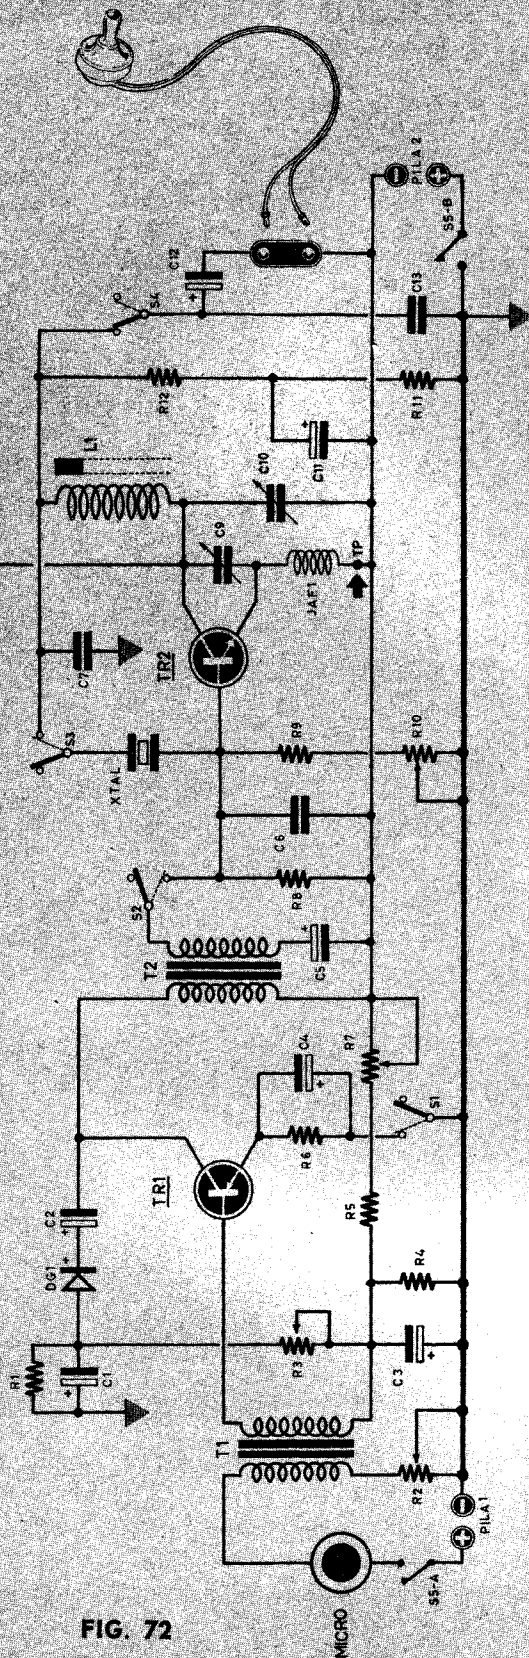 PILA 2
S5-B
C12
+
S4
C13
R12
R11
L1
C11
+
C10
C9
JAF1
TP
C7
TR2
S3
XTAL
R9
R10
C6
S2
R8
T2
C5
+
C4
+
R7
R6
S1
TR1
R5
C2
+
DG1
+
R4
R1
C1
+
R3
C3
+
T1
R2
PILA 1
S5-A
MICRO
FIG. 72